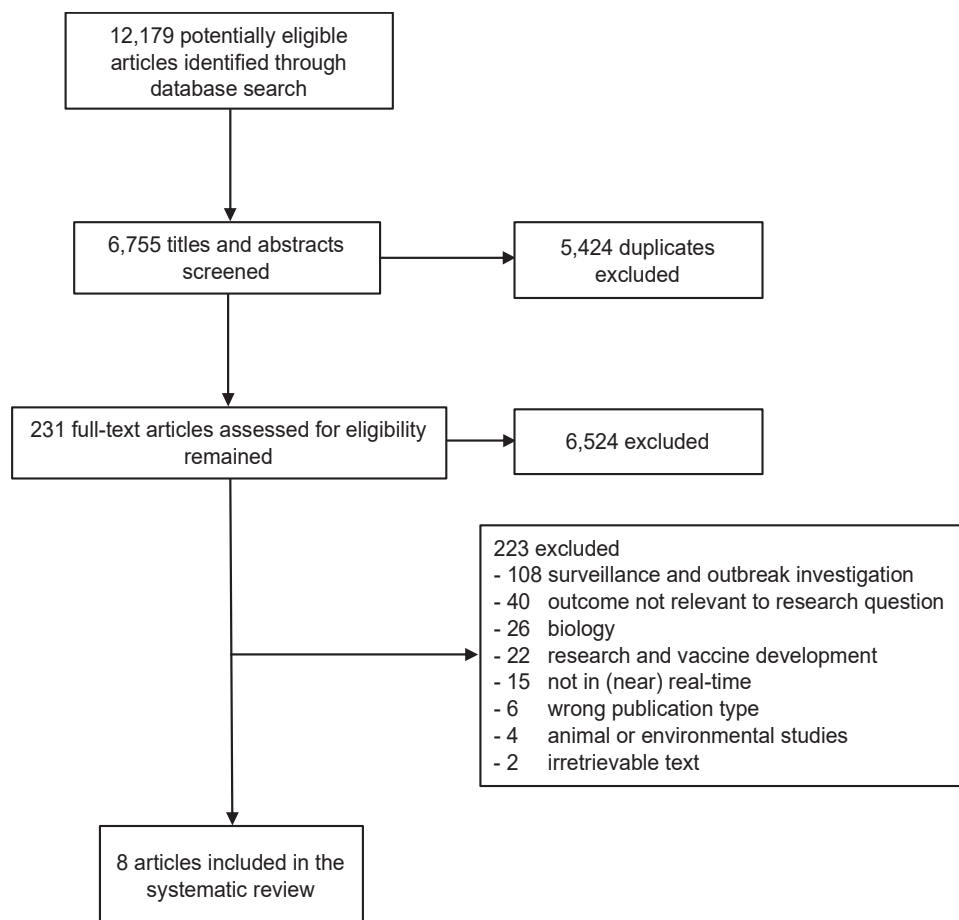 12,179 potentially eligible
articles identified through
database search
6,755 titles and abstracts
screened
5,424 duplicates
excluded
231 full-text articles assessed for eligibility
remained
6,524 excluded
223 excluded
- 108 surveillance and outbreak investigation
- 40 outcome not relevant to research question
- 26 biology
- 22 research and vaccine development
- 15 not in (near) real-time
- 6 wrong publication type
- 4 animal or environmental studies
- 2 irretrievable text
8 articles included in the
systematic review